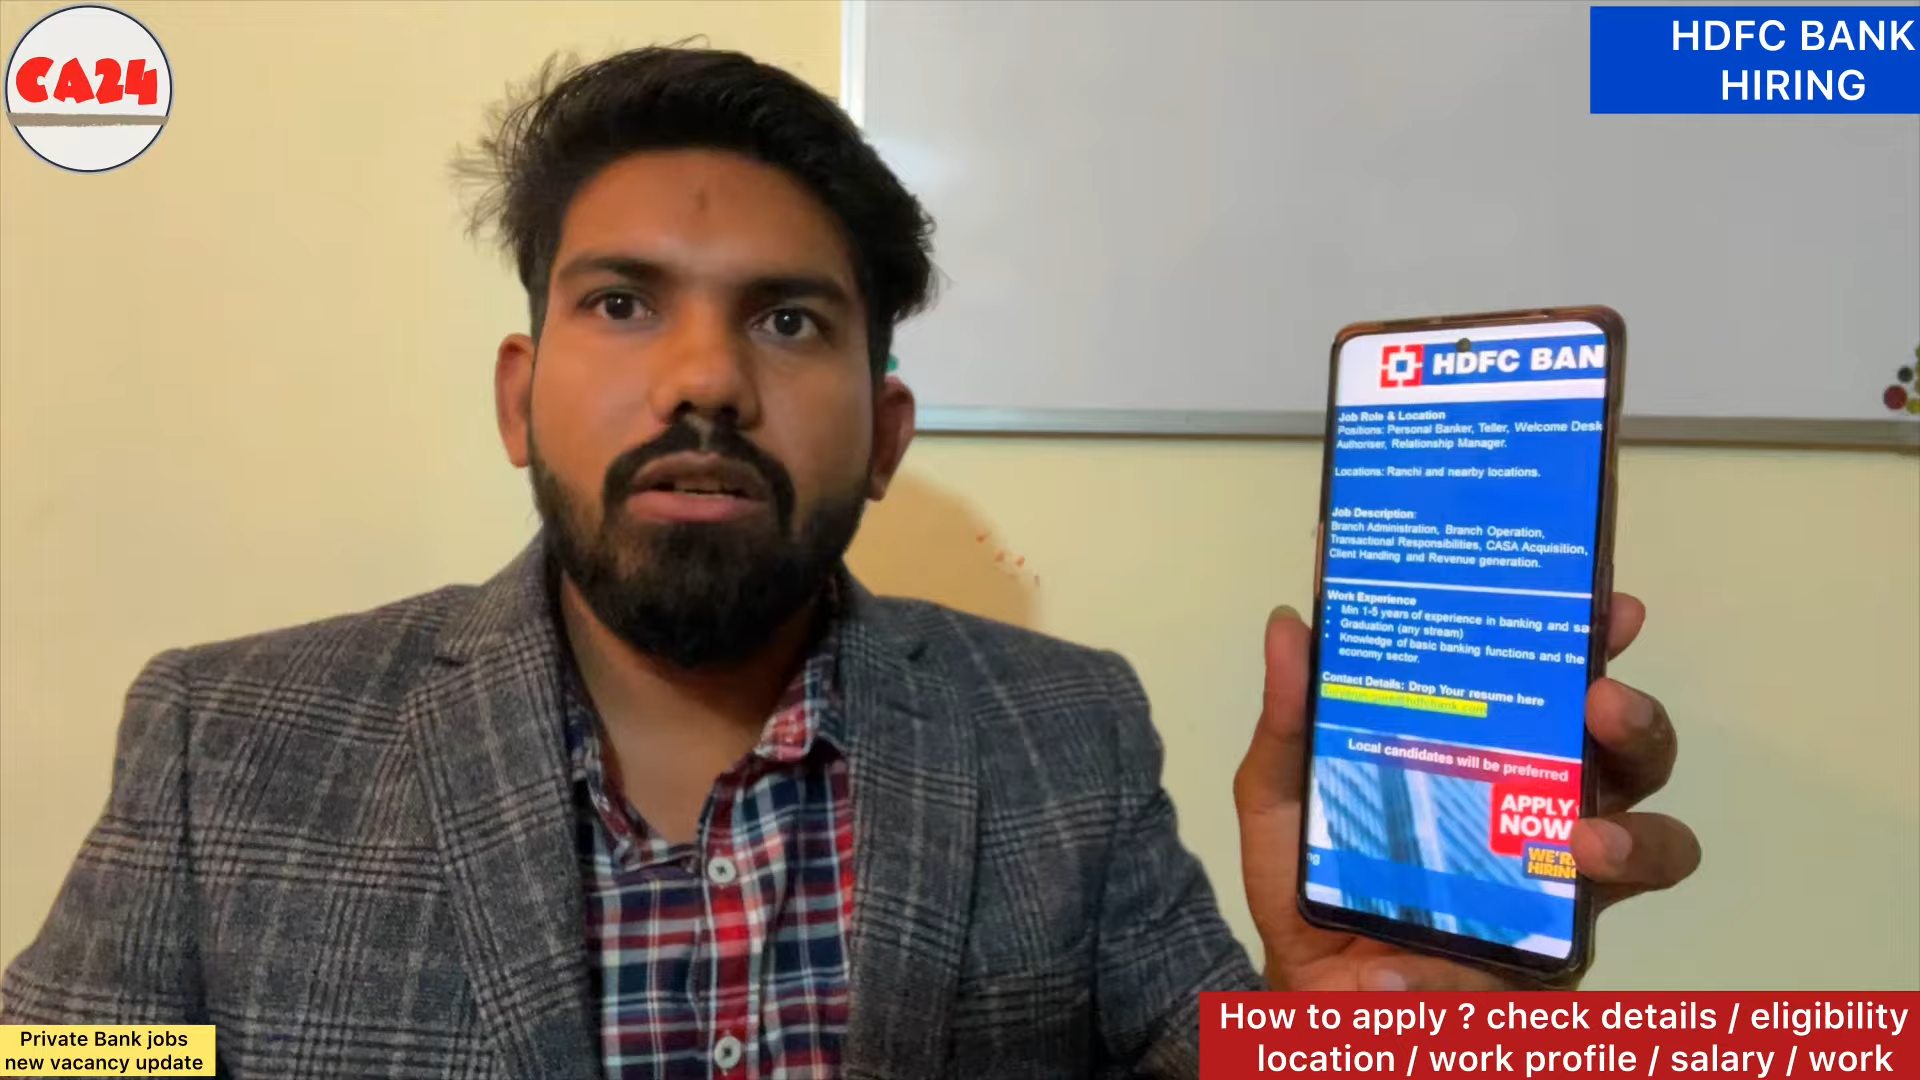 CA24
HDFC BANK
HIRING
HDFC BAN
Job Role & Location
Positions: Personal Banker, Teller, Welcome Desk
Authoriser, Relationship Manager.
Locations: Ranchi and nearby locations.
Job Description:
Branch Administration, Branch Operation,
Transactional Responsibilities, CASA Acquisition,
Client Handling and Revenue generation.
Work Experience
• Min 1-5 years of experience in banking and sa
• Graduation (any stream)
• Knowledge of basic banking functions and the
economy sector.
Contact Details: Drop Your resume here
Local candidates will be preferred
APPLY
NOW
WE'R
HIRING
ng
Private Bank jobs
new vacancy update
How to apply ? check details / eligibility
location / work profile / salary / work